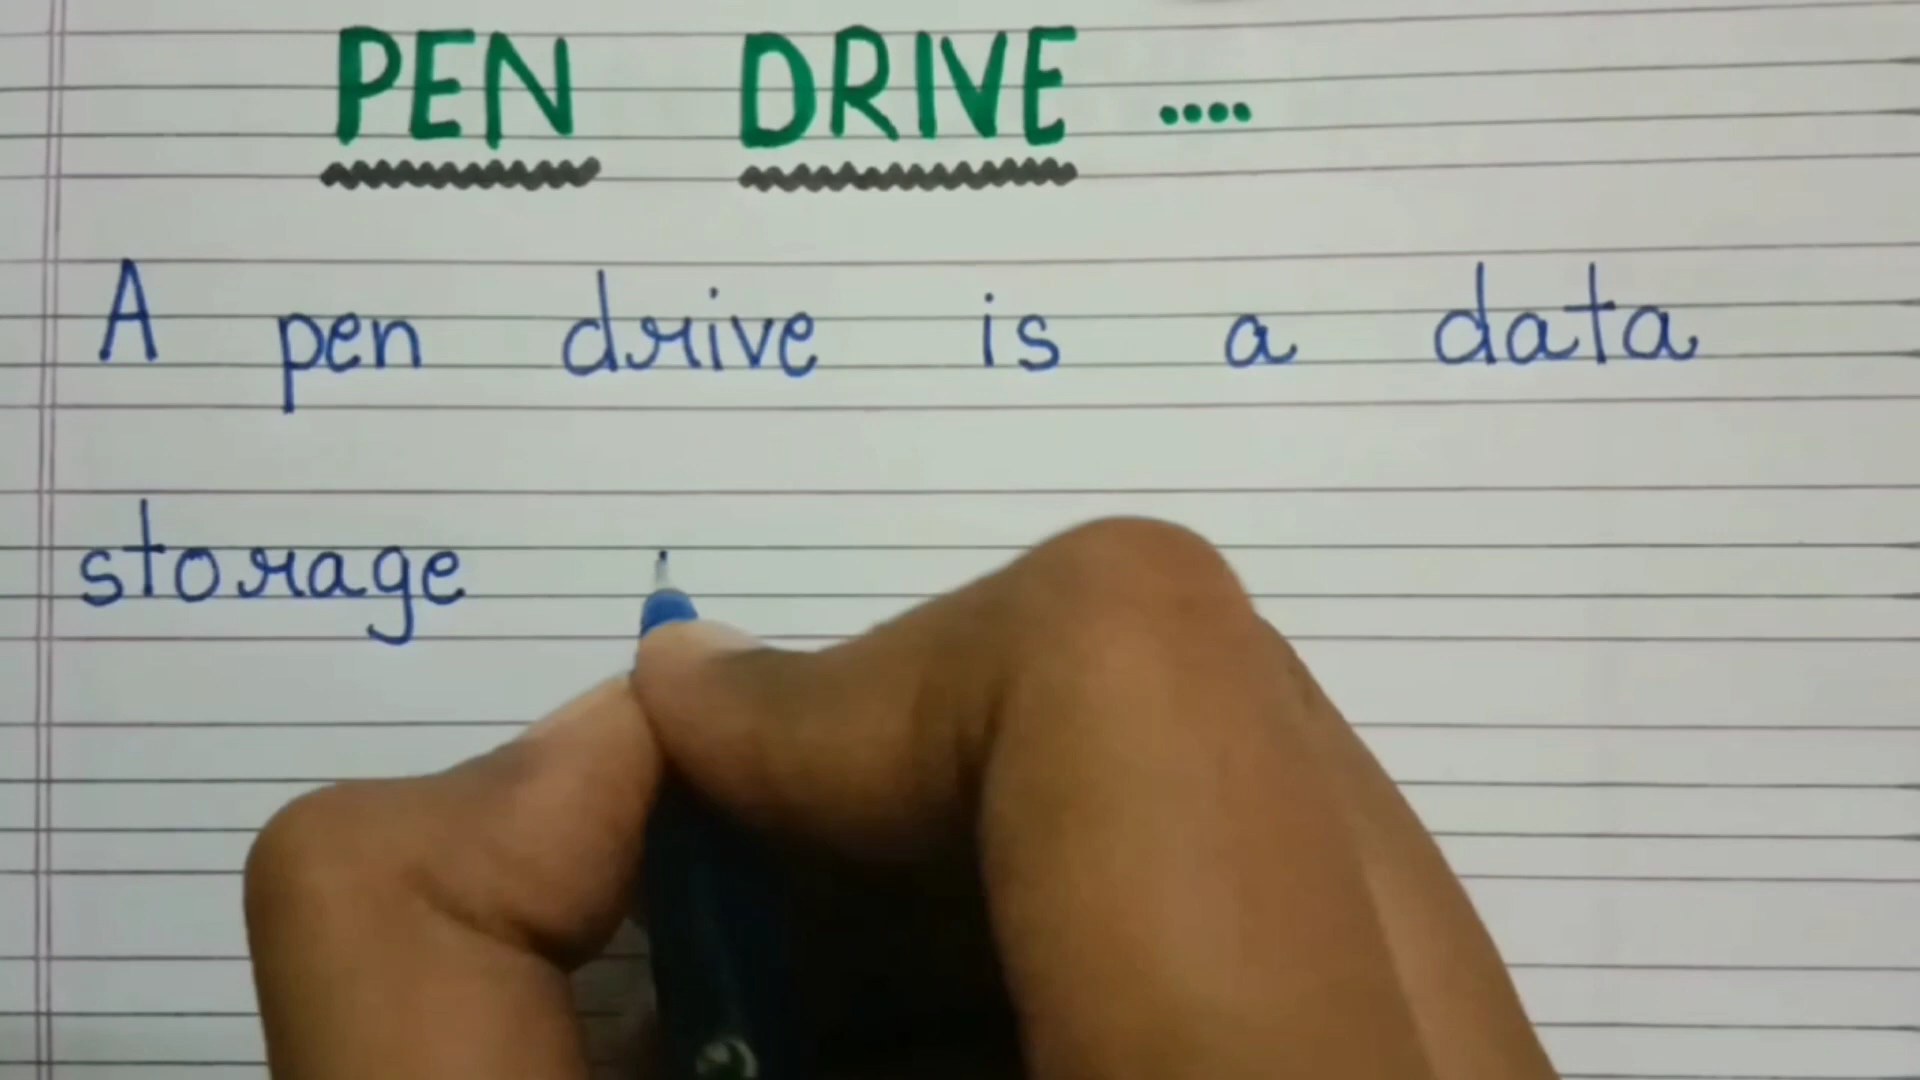 PEN DRIVE ....
A pen drive is a data
storage